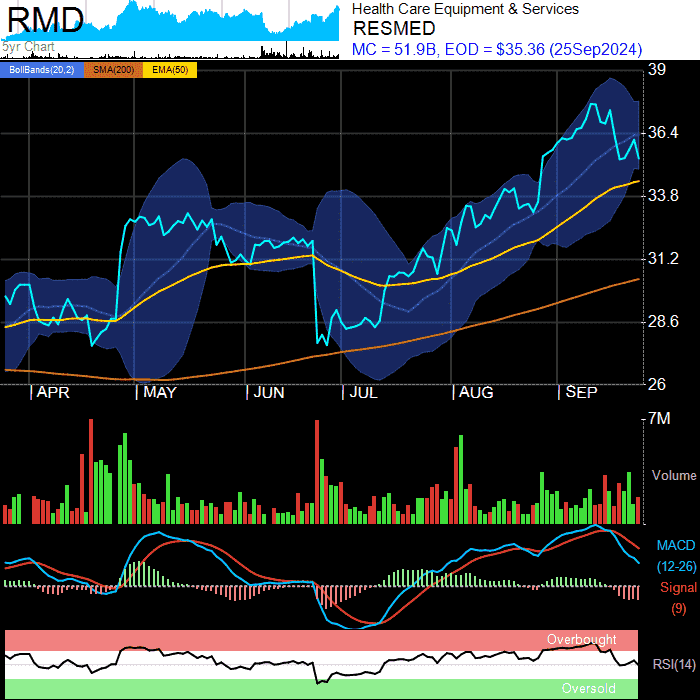 RMD
5yr Chart
Health Care Equipment & Services
RESMED
MC = 51.9B, EOD = $35.36 (25Sep2024)
BollBands(20,2) SMA(200) EMA(50)
39
36.4
33.8
31.2
28.6
26
APR MAY JUN JUL AUG SEP
7M
Volume
MACD
(12-26)
Signal
(9)
Overbought
RSI(14)
Oversold